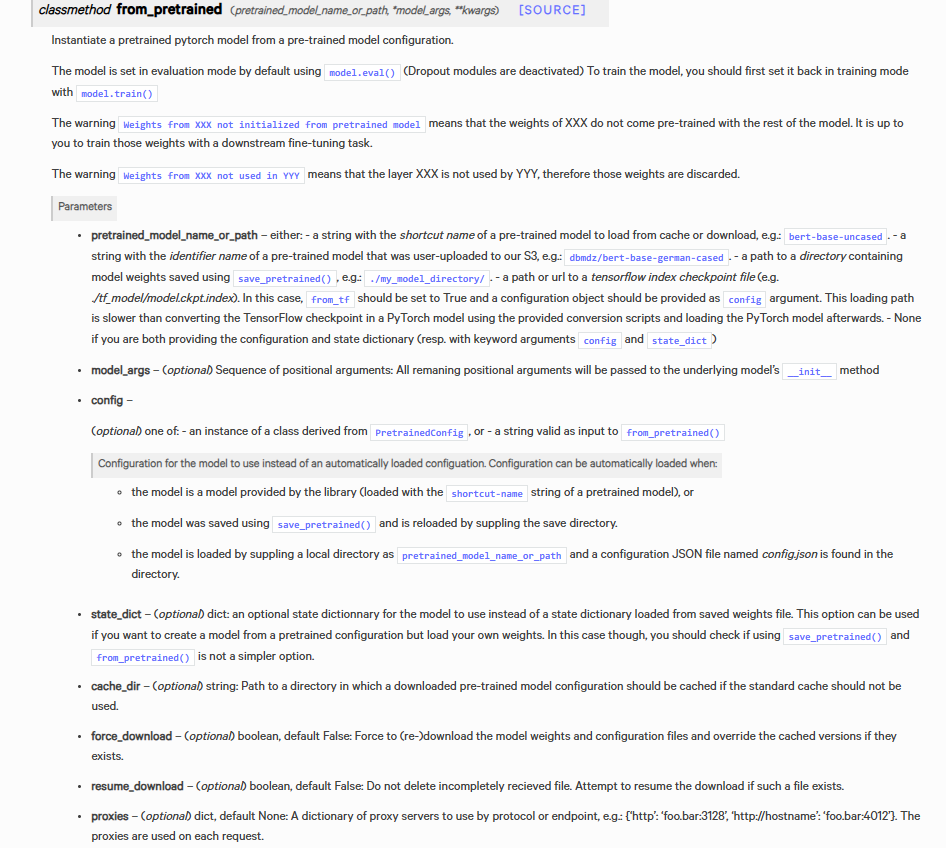 classmethod from_pretrained (pretrained_model_name_or_path, *model_args, **kwargs) [SOURCE]
Instantiate a pretrained pytorch model from a pre-trained model configuration.
The model is set in evaluation mode by default using model.eval() (Dropout modules are deactivated) To train the model, you should first set it back in training mode
with model.train()
The warning Weights from XXX not initialized from pretrained model means that the weights of XXX do not come pre-trained with the rest of the model. It is up to
you to train those weights with a downstream fine-tuning task.
The warning Weights from XXX not used in YYY means that the layer XXX is not used by YYY, therefore those weights are discarded.
Parameters
• pretrained_model_name_or_path – either: - a string with the shortcut name of a pre-trained model to load from cache or download, e.g.: bert-base-uncased. - a
string with the identifier name of a pre-trained model that was user-uploaded to our S3, e.g.: dbmdz/bert-base-german-cased. - a path to a directory containing
model weights saved using save_pretrained(), e.g.: ./my_model_directory/. - a path or url to a tensorflow index checkpoint file (e.g.
./tf_model/model.ckpt.index). In this case, from_tf should be set to True and a configuration object should be provided as config argument. This loading path
is slower than converting the TensorFlow checkpoint in a PyTorch model using the provided conversion scripts and loading the PyTorch model afterwards. - None
if you are both providing the configuration and state dictionary (resp. with keyword arguments config and state_dict)
• model_args – (optional) Sequence of positional arguments: All remaning positional arguments will be passed to the underlying model's __init__ method
• config –
(optional) one of: - an instance of a class derived from PretrainedConfig, or - a string valid as input to from_pretrained()
Configuration for the model to use instead of an automatically loaded configuation. Configuration can be automatically loaded when:
◦ the model is a model provided by the library (loaded with the shortcut-name string of a pretrained model), or
◦ the model was saved using save_pretrained() and is reloaded by suppling the save directory.
◦ the model is loaded by suppling a local directory as pretrained_model_name_or_path and a configuration JSON file named config.json is found in the
directory.
• state_dict – (optional) dict: an optional state dictionnary for the model to use instead of a state dictionary loaded from saved weights file. This option can be used
if you want to create a model from a pretrained configuration but load your own weights. In this case though, you should check if using save_pretrained() and
from_pretrained() is not a simpler option.
• cache_dir – (optional) string: Path to a directory in which a downloaded pre-trained model configuration should be cached if the standard cache should not be
used.
• force_download – (optional) boolean, default False: Force to (re-)download the model weights and configuration files and override the cached versions if they
exists.
• resume_download – (optional) boolean, default False: Do not delete incompletely recieved file. Attempt to resume the download if such a file exists.
• proxies – (optional) dict, default None: A dictionary of proxy servers to use by protocol or endpoint, e.g.: {'http': 'foo.bar:3128', 'http://hostname': 'foo.bar:4012'}. The
proxies are used on each request.